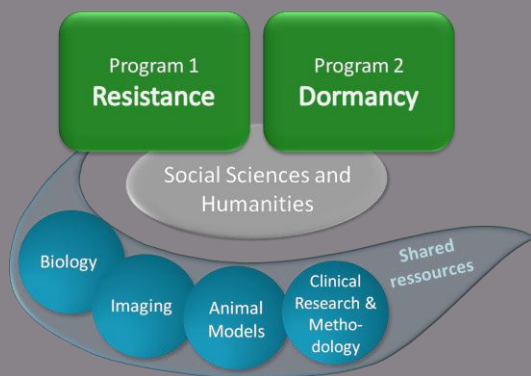 Program 1
Resistance
Program 2
Dormancy
Social Sciences and
Humanities
Shared
ressources
Biology
Imaging
Animal
Models
Clinical
Research &
Metho-
dology